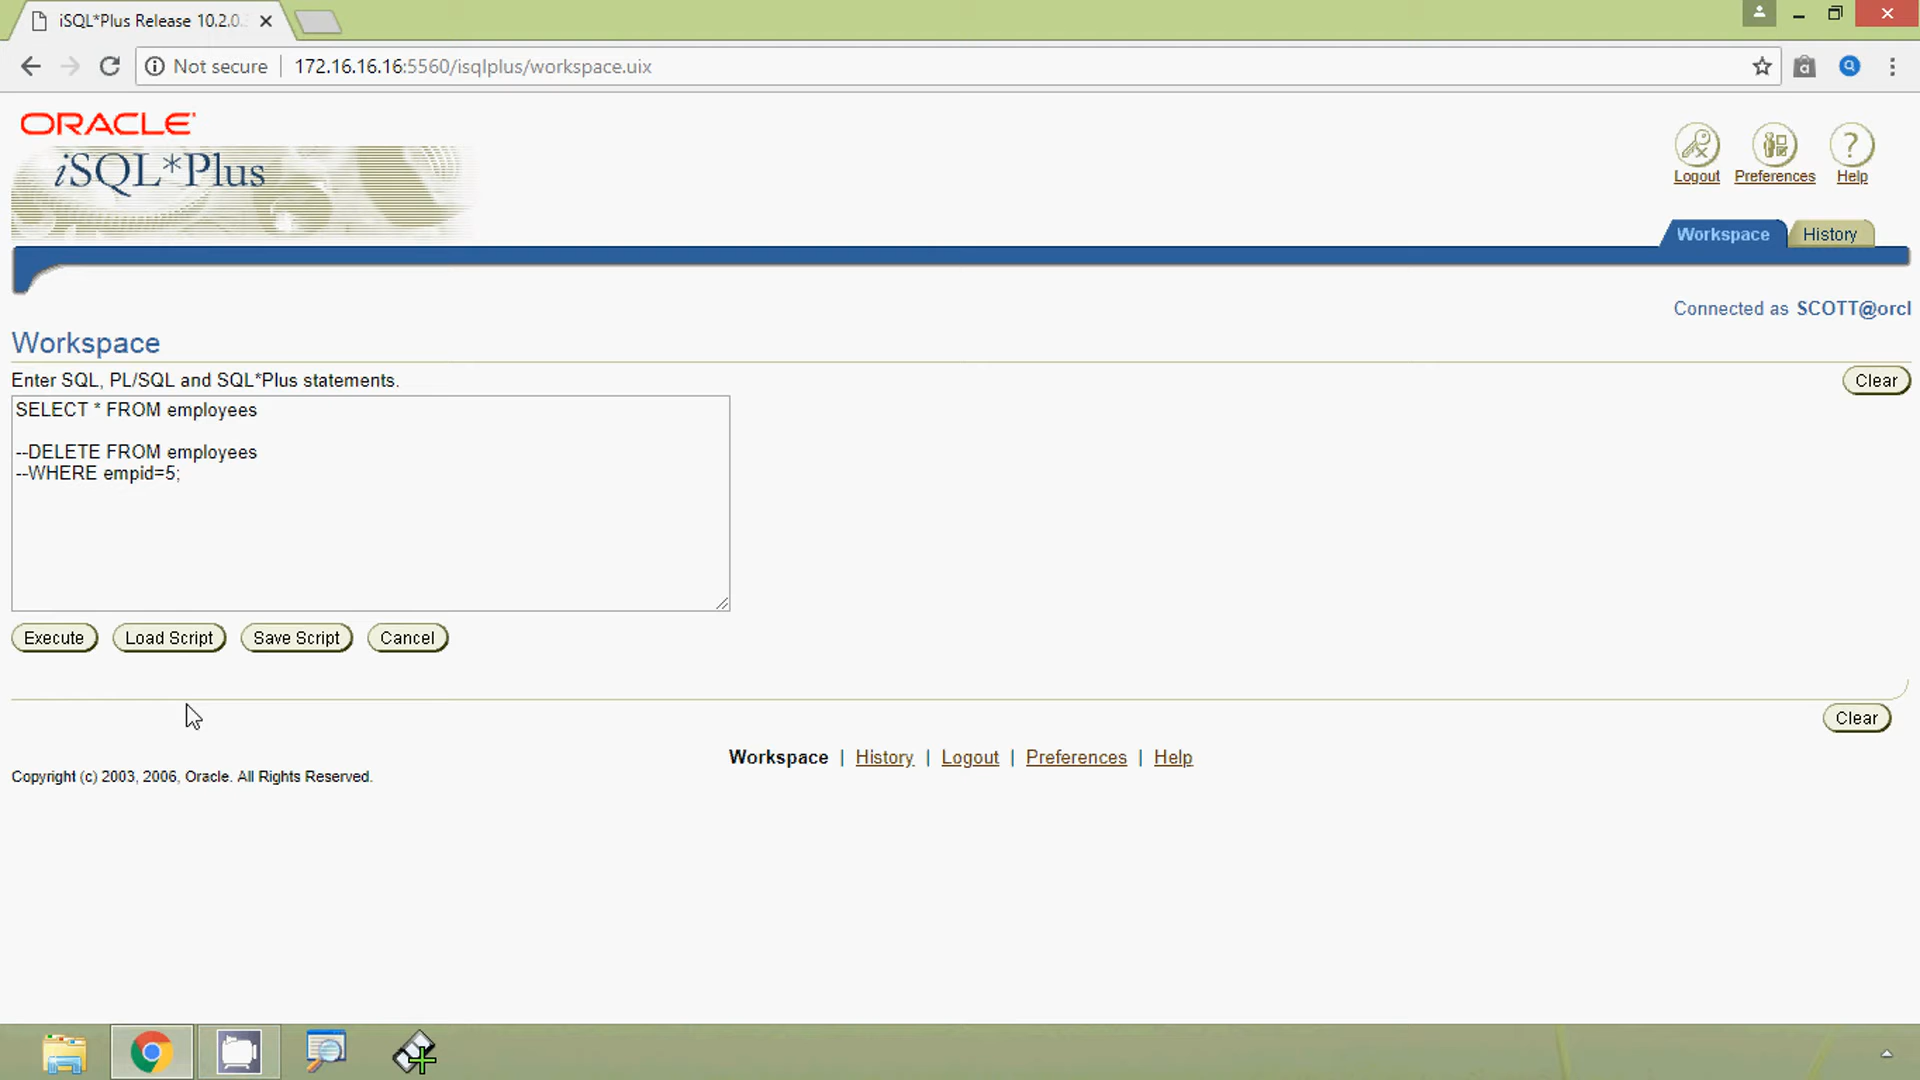 iSQL*Plus Release 10.2.0.
Not secure
172.16.16.16:5560/isqlplus/workspace.uix
ORACLE
iSQL*Plus
Logout
Preferences
Help
Workspace
History
Connected as SCOTT@orcl
Workspace
Enter SQL, PL/SQL and SQL*Plus statements.
Clear
SELECT * FROM employees
--DELETE FROM employees
--WHERE empid=5;
Execute
Load Script
Save Script
Cancel
Clear
Workspace | History | Logout | Preferences | Help
Copyright (c) 2003, 2006, Oracle. All Rights Reserved.